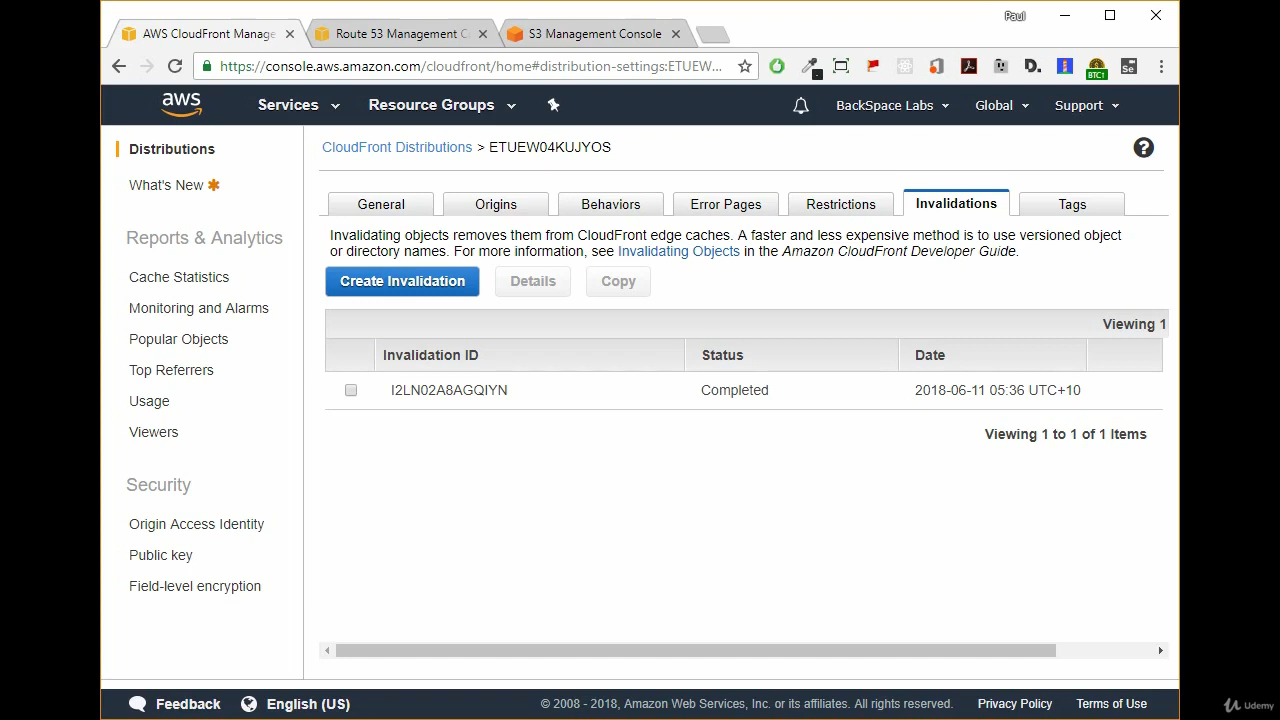 Paul
AWS CloudFront Manage
Route 53 Management C
S3 Management Console
https://console.aws.amazon.com/cloudfront/home#distribution-settings:ETUEW...
BTC1
Se
aws
Services
Resource Groups
BackSpace Labs
Global
Support
Distributions
What's New
Reports & Analytics
Cache Statistics
Monitoring and Alarms
Popular Objects
Top Referrers
Usage
Viewers
Security
Origin Access Identity
Public key
Field-level encryption
CloudFront Distributions > ETUEW04KUJYOS
General
Origins
Behaviors
Error Pages
Restrictions
Invalidations
Tags
Invalidating objects removes them from CloudFront edge caches. A faster and less expensive method is to use versioned object
or directory names. For more information, see Invalidating Objects in the Amazon CloudFront Developer Guide.
Create Invalidation
Details
Copy
Viewing 1
Invalidation ID
Status
Date
I2LN02A8AGQIYN
Completed
2018-06-11 05:36 UTC+10
Viewing 1 to 1 of 1 Items
Feedback
English (US)
© 2008 - 2018, Amazon Web Services, Inc. or its affiliates. All rights reserved.
Privacy Policy
Terms of Use
Udemy